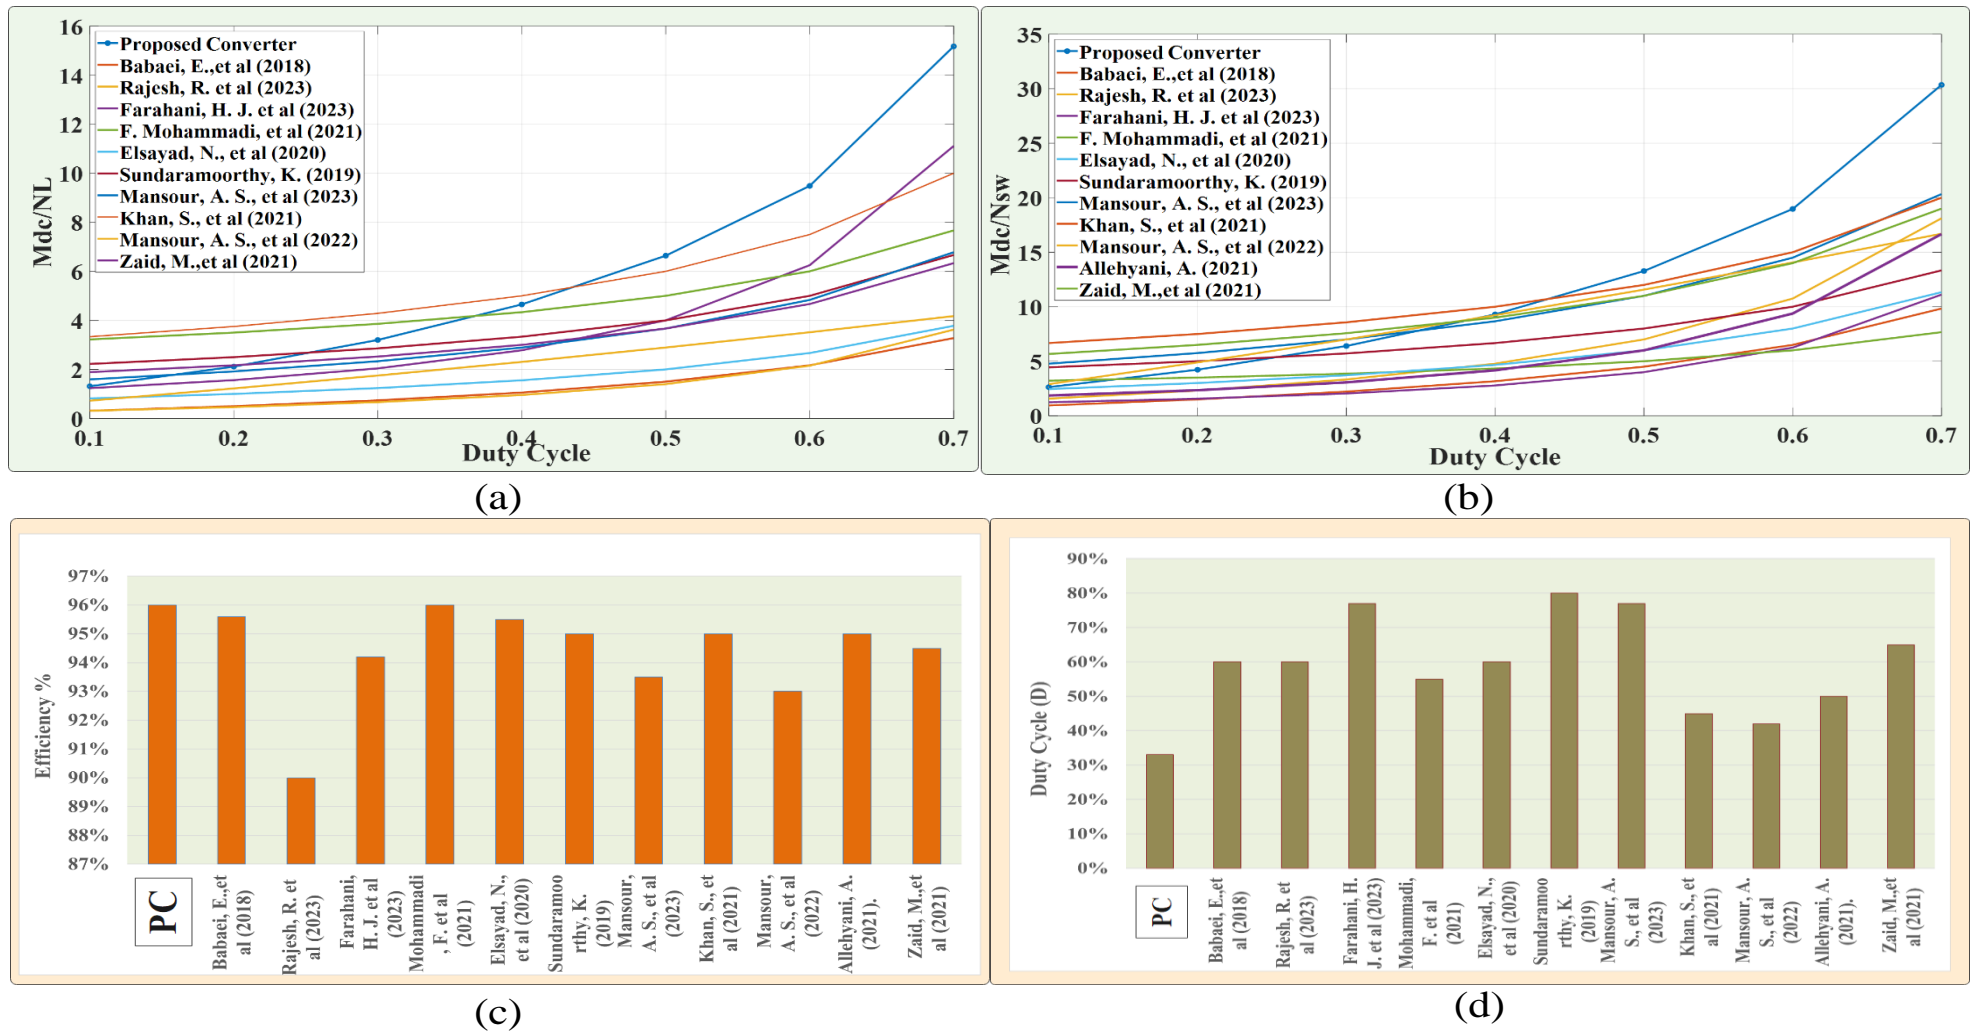 16
14
12
10
8
6
4
2
0
Mdc/NL
Proposed Converter
Babaei, E.,et al (2018)
Rajesh, R. et al (2023)
Farahani, H. J. et al (2023)
F. Mohammadi, et al (2021)
Elsayad, N., et al (2020)
Sundaramoorthy, K. (2019)
Mansour, A. S., et al (2023)
Khan, S., et al (2021)
Mansour, A. S., et al (2022)
Zaid, M.,et al (2021)
0.1 0.2 0.3 0.4 0.5 0.6 0.7
Duty Cycle
(a)
35
30
25
20
15
10
5
0
Mdc/Nsw
Proposed Converter
Babaei, E.,et al (2018)
Rajesh, R. et al (2023)
Farahani, H. J. et al (2023)
F. Mohammadi, et al (2021)
Elsayad, N., et al (2020)
Sundaramoorthy, K. (2019)
Mansour, A. S., et al (2023)
Khan, S., et al (2021)
Mansour, A. S., et al (2022)
Allehyani, A. (2021)
Zaid, M.,et al (2021)
0.1 0.2 0.3 0.4 0.5 0.6 0.7
Duty Cycle
(b)
97%
96%
95%
94%
93%
92%
91%
90%
89%
88%
87%
Efficiency %
PC
Babaei, E.,et
al (2018)
Rajesh, R. et
al (2023)
Farahani,
H. J. et al
(2023)
Mohammadi
, F. et al
(2021)
Elsayad, N.,
et al (2020)
Sundaramoo
rthy, K.
(2019)
Mansour,
A. S., et al
(2023)
Khan, S., et
al (2021)
Mansour,
A. S., et al
(2022)
Allehyani, A.
(2021).
Zaid, M.,et
al (2021)
(c)
90%
80%
70%
60%
50%
40%
30%
20%
10%
0%
Duty Cycle (D)
PC
Babaei, E.,et
al (2018)
Rajesh, R. et
al (2023)
Farahani, H.
J. et al (2023)
Mohammadi,
F. et al
(2021)
Elsayad, N.,
et al (2020)
Sundaramoo
rthy, K.
(2019)
Mansour, A.
S., et al
(2023)
Khan, S., et
al (2021)
Mansour, A.
S., et al
(2022)
Allehyani, A.
(2021).
Zaid, M.,et
al (2021)
(d)